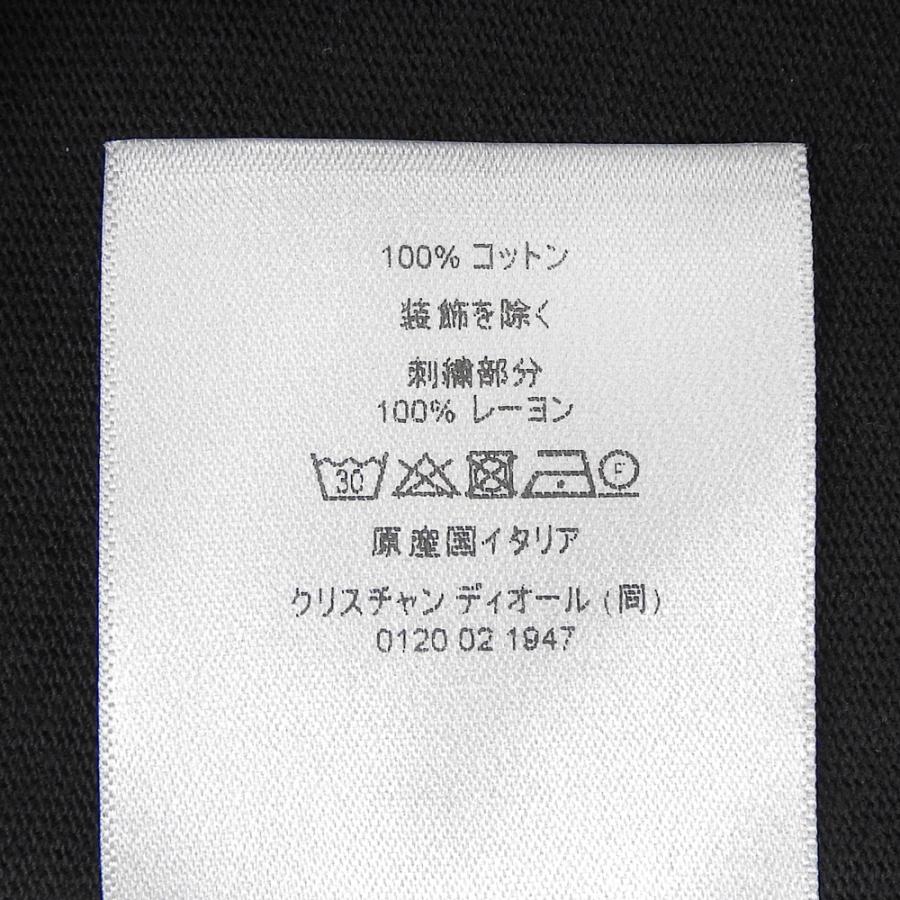 100% コットン
装飾を除く
刺繍部分
100% レーヨン
30 F
原産国イタリア
クリスチャン ディオール (同)
0120 02 1947